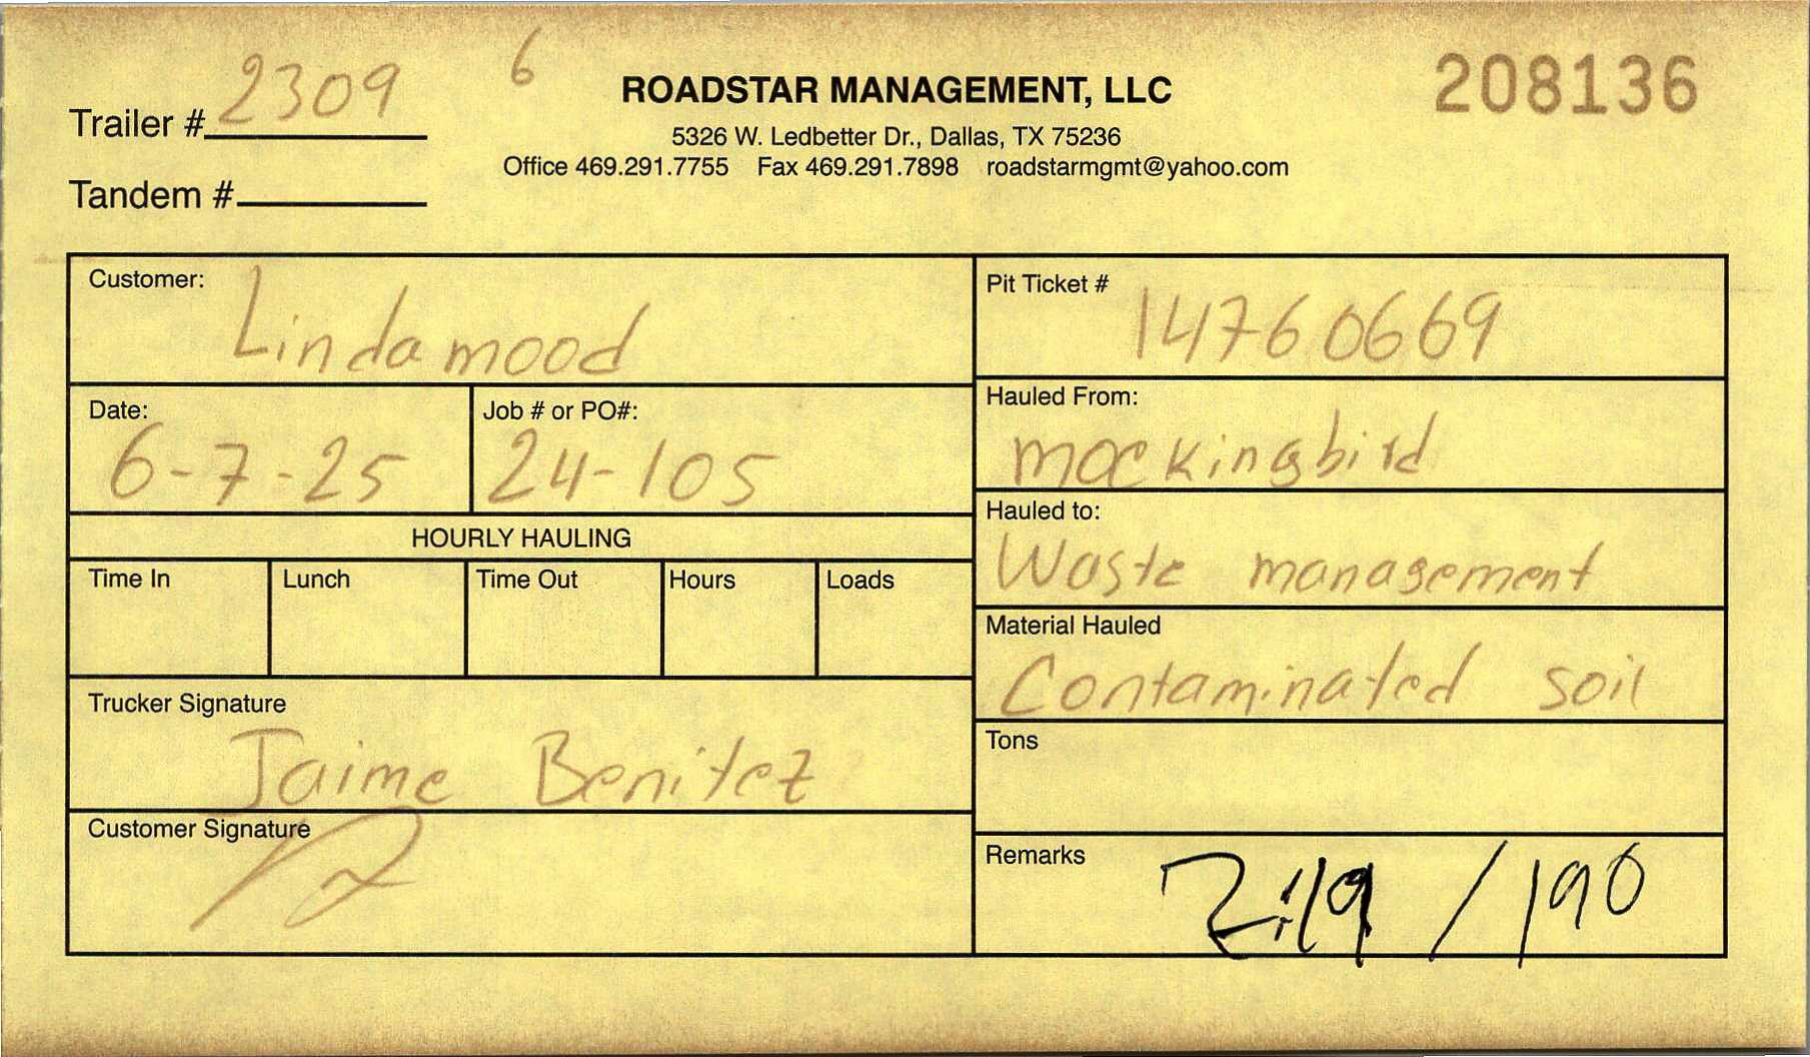 Trailer # 2309
6
ROADSTAR MANAGEMENT, LLC
208136
5326 W. Ledbetter Dr., Dallas, TX 75236
Office 469.291.7755 Fax 469.291.7898 roadstarmgmt@yahoo.com
Tandem #
Customer:
Lindamood
Pit Ticket #
14760669
Date:
6-7-25
Job # or PO#:
24-105
Hauled From:
mockingbird
HOURLY HAULING
Hauled to:
Waste management
Time In
Lunch
Time Out
Hours
Loads
Material Hauled
Contaminated soil
Trucker Signature
Jaime Benitez
Tons
Customer Signature
Remarks
/190